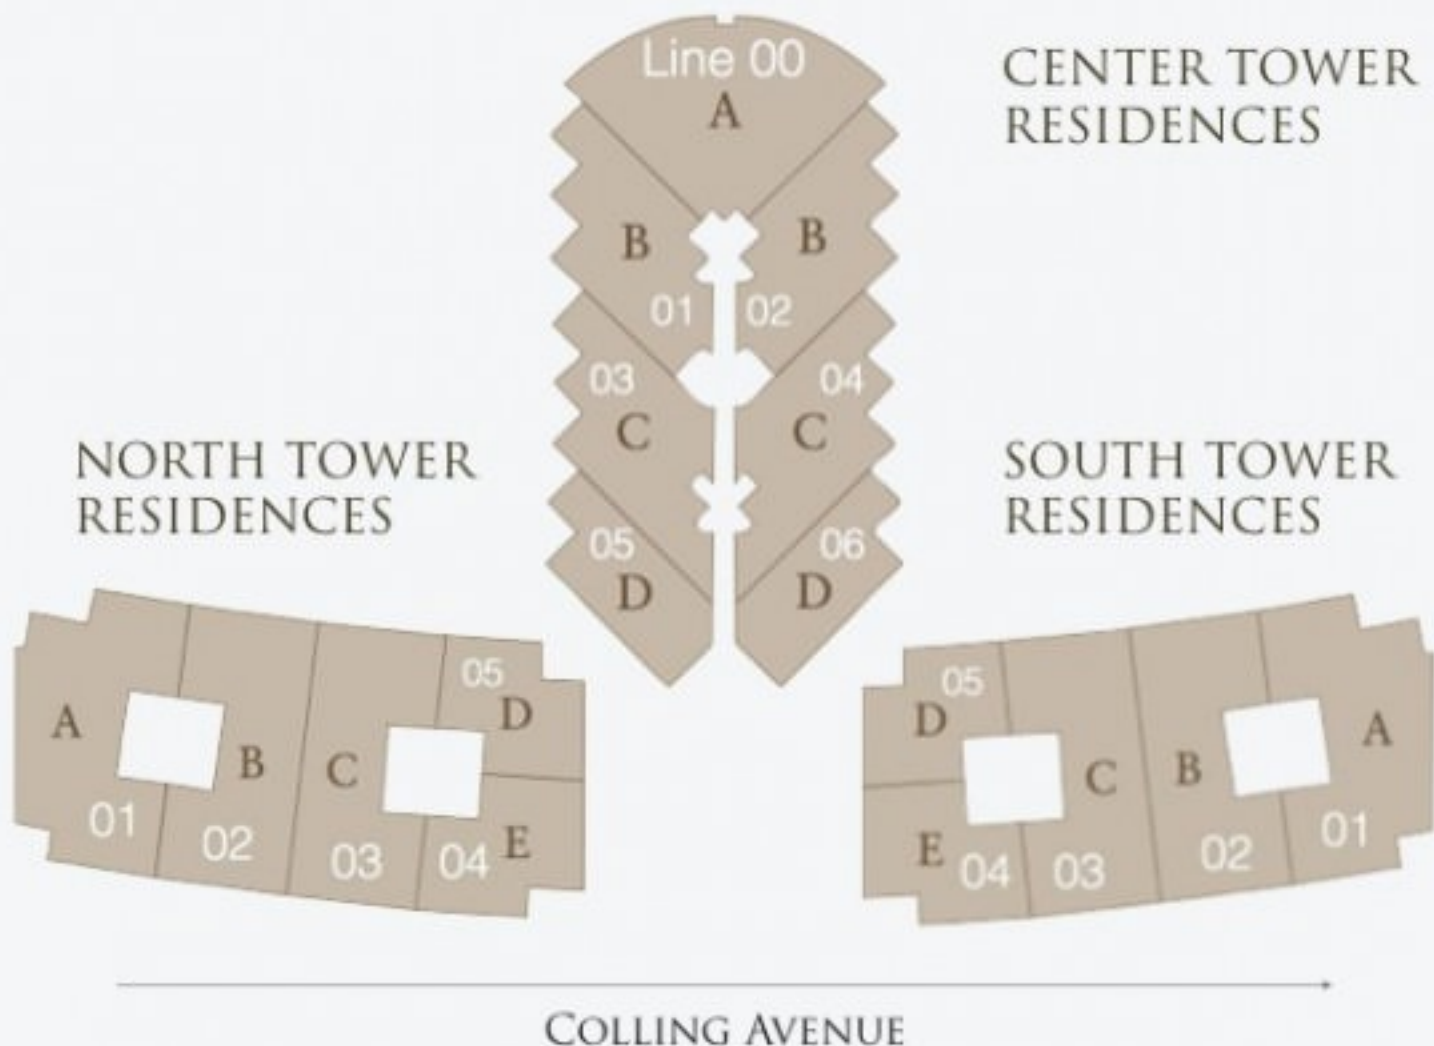 Line 00
A
CENTER TOWER
RESIDENCES
B
B
01
02
03
04
C
C
05
06
D
D
NORTH TOWER
RESIDENCES
SOUTH TOWER
RESIDENCES
05
D
A
B
C
01
02
03
04
E
05
D
C
B
A
E
04
03
02
01
COLLING AVENUE